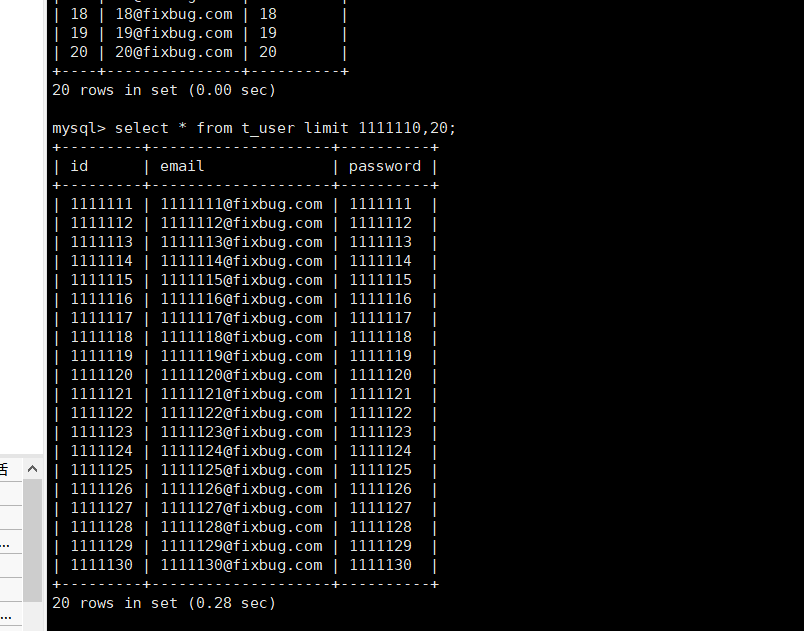 | 18 | 18@fixbug.com | 18       |
| 19 | 19@fixbug.com | 19       |
| 20 | 20@fixbug.com | 20       |
+----+---------------+----------+
20 rows in set (0.00 sec)
mysql> select * from t_user limit 1111110,20;
+---------+--------------------+----------+
| id      | email              | password |
+---------+--------------------+----------+
| 1111111 | 1111111@fixbug.com | 1111111  |
| 1111112 | 1111112@fixbug.com | 1111112  |
| 1111113 | 1111113@fixbug.com | 1111113  |
| 1111114 | 1111114@fixbug.com | 1111114  |
| 1111115 | 1111115@fixbug.com | 1111115  |
| 1111116 | 1111116@fixbug.com | 1111116  |
| 1111117 | 1111117@fixbug.com | 1111117  |
| 1111118 | 1111118@fixbug.com | 1111118  |
| 1111119 | 1111119@fixbug.com | 1111119  |
| 1111120 | 1111120@fixbug.com | 1111120  |
| 1111121 | 1111121@fixbug.com | 1111121  |
| 1111122 | 1111122@fixbug.com | 1111122  |
| 1111123 | 1111123@fixbug.com | 1111123  |
| 1111124 | 1111124@fixbug.com | 1111124  |
| 1111125 | 1111125@fixbug.com | 1111125  |
| 1111126 | 1111126@fixbug.com | 1111126  |
| 1111127 | 1111127@fixbug.com | 1111127  |
| 1111128 | 1111128@fixbug.com | 1111128  |
| 1111129 | 1111129@fixbug.com | 1111129  |
| 1111130 | 1111130@fixbug.com | 1111130  |
+---------+--------------------+----------+
20 rows in set (0.28 sec)
...
...